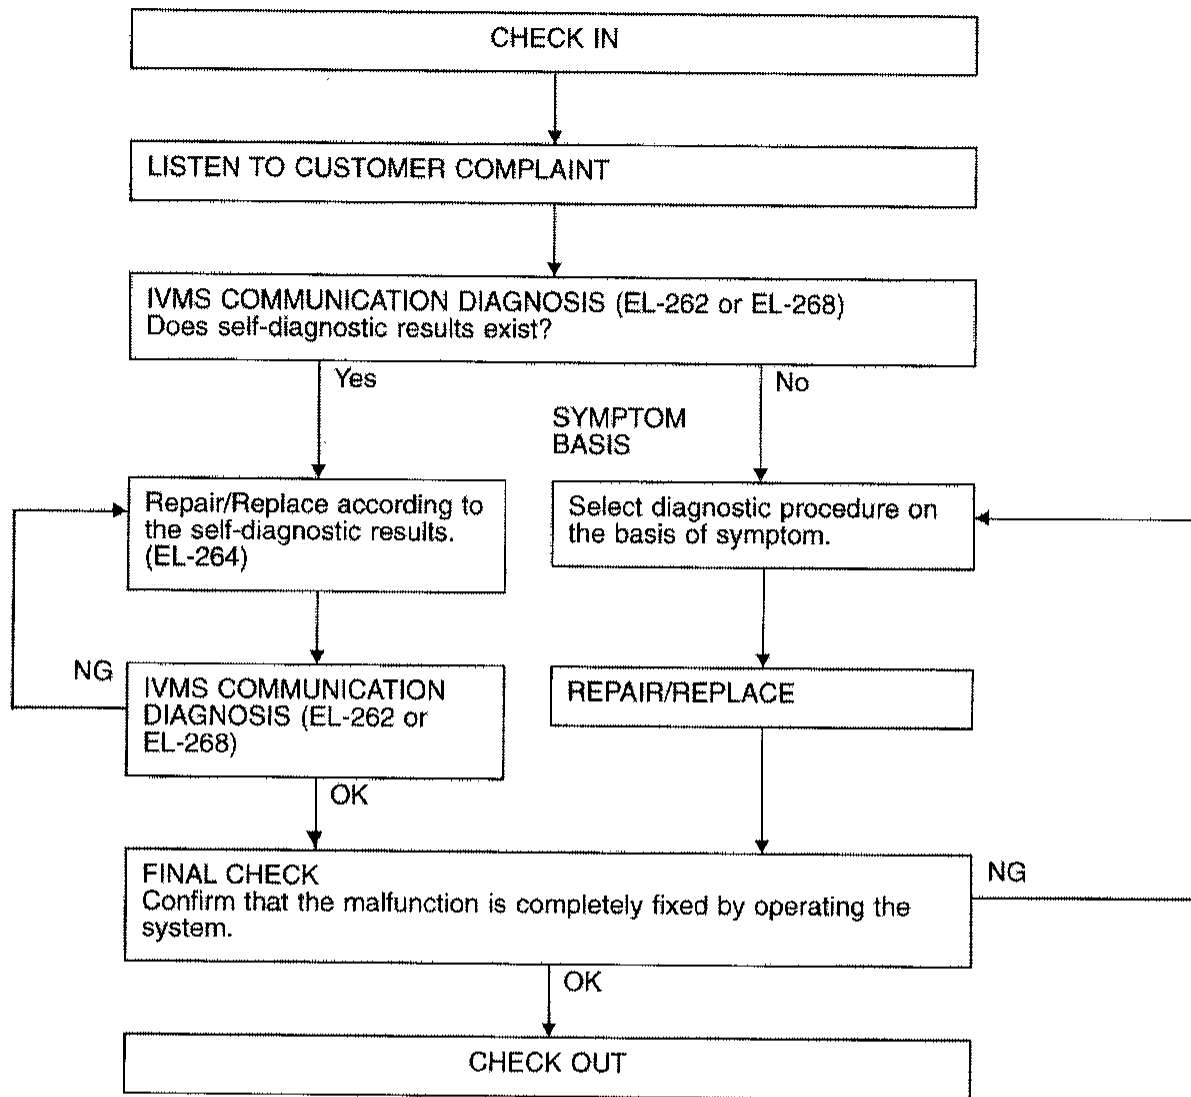 CHECK IN
LISTEN TO CUSTOMER COMPLAINT
IVMS COMMUNICATION DIAGNOSIS (EL-262 or EL-268)
Does self-diagnostic results exist?
Yes
No
SYMPTOM
BASIS
Repair/Replace according to
the self-diagnostic results.
(EL-264)
Select diagnostic procedure on
the basis of symptom.
NG
IVMS COMMUNICATION
DIAGNOSIS (EL-262 or
EL-268)
REPAIR/REPLACE
OK
FINAL CHECK
Confirm that the malfunction is completely fixed by operating the
system.
NG
OK
CHECK OUT